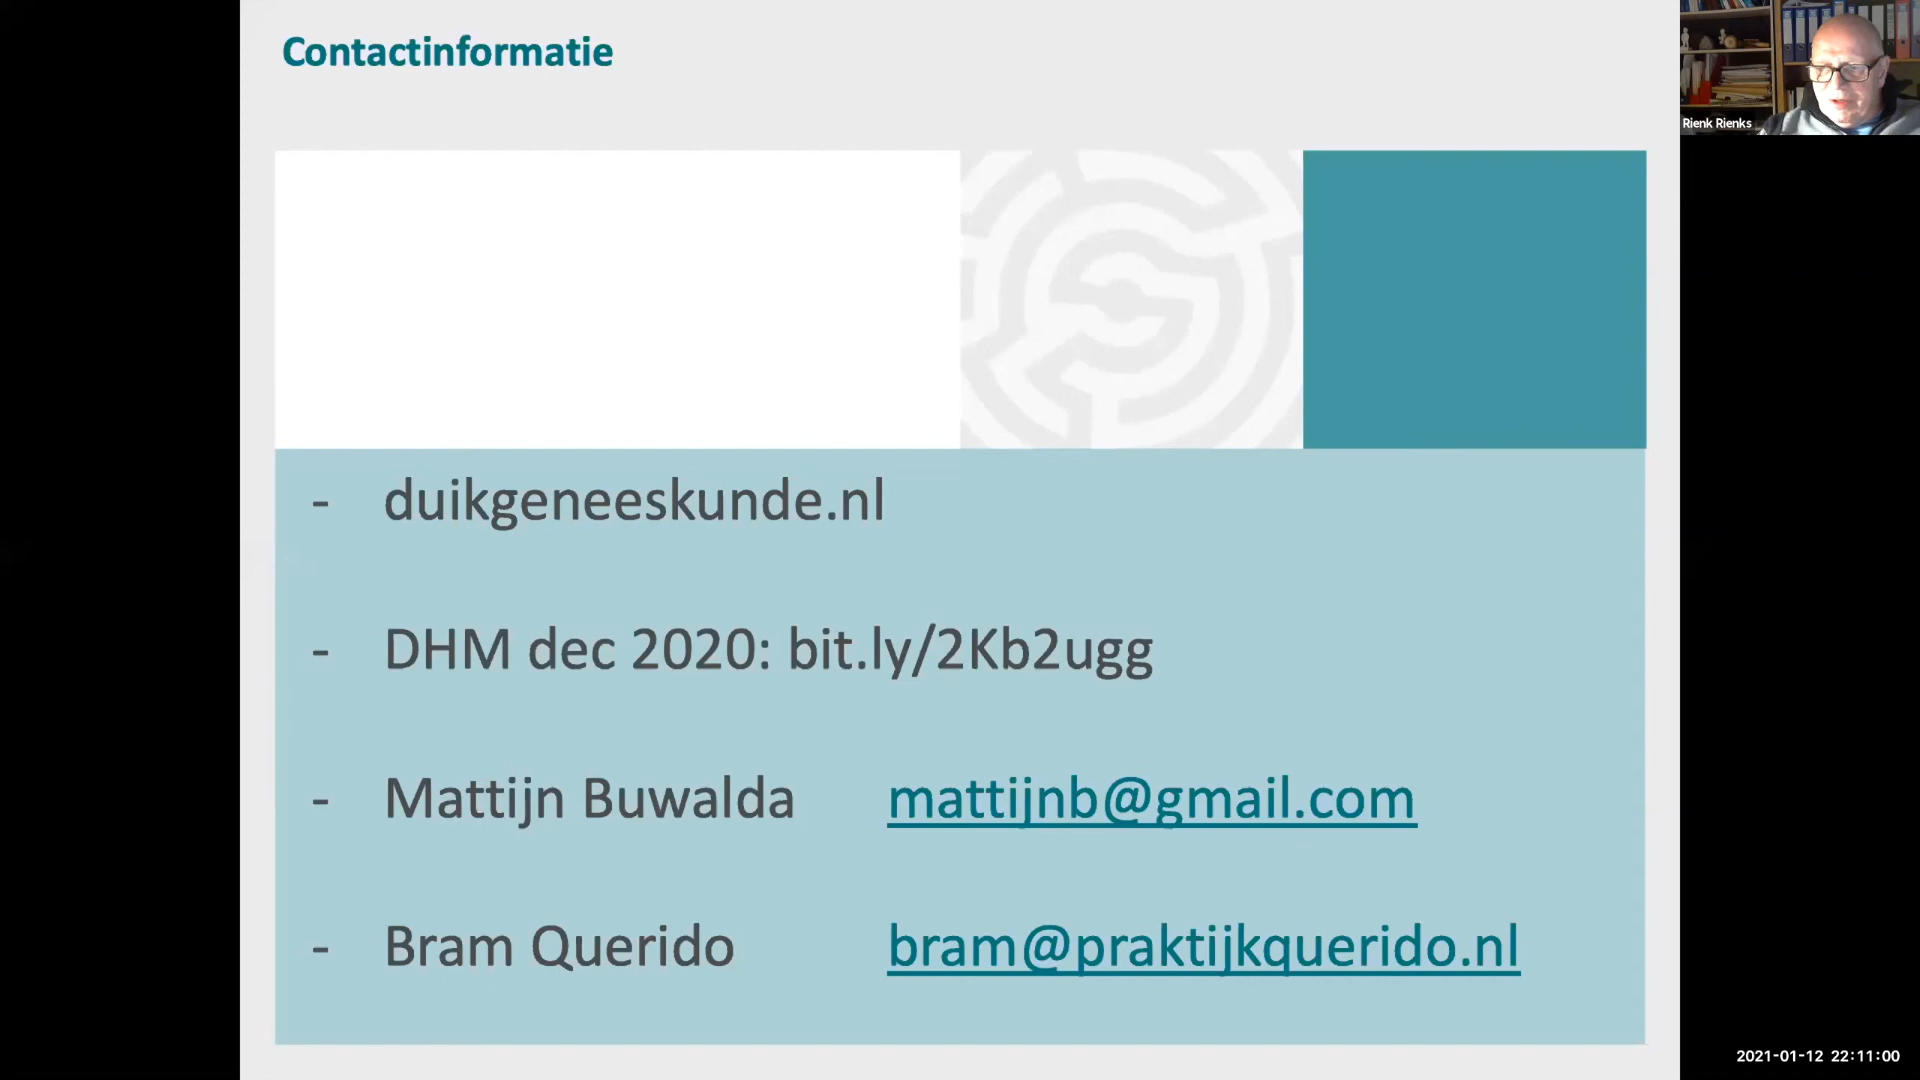 Contactinformatie
Rienk Rienks
- duikgeneeskunde.nl
- DHM dec 2020: bit.ly/2Kb2ugg
- Mattijn Buwalda mattijnb@gmail.com
- Bram Querido bram@praktijkquerido.nl
2021-01-12 22:11:00